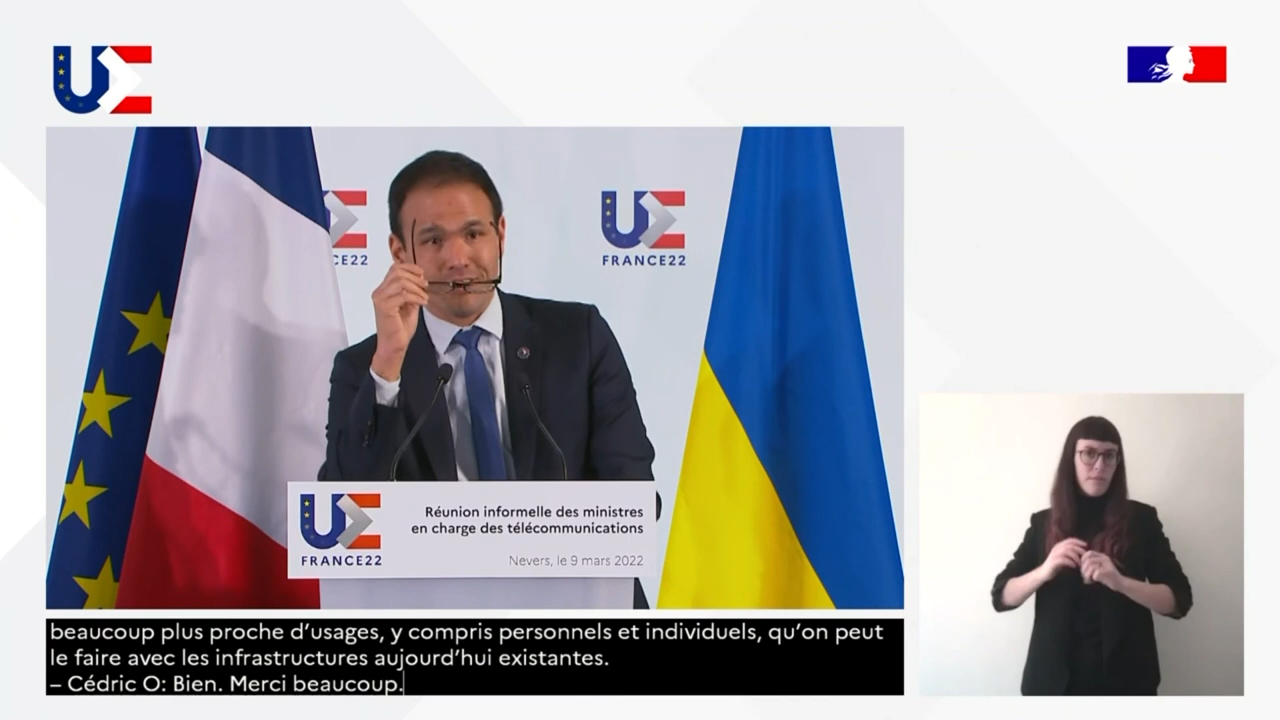 UE
CE22
UE
FRANCE22
UE
FRANCE22
Réunion informelle des ministres
en charge des télécommunications
Nevers, le 9 mars 2022
beaucoup plus proche d’usages, y compris personnels et individuels, qu’on peut
le faire avec les infrastructures aujourd’hui existantes.
– Cédric O: Bien. Merci beaucoup.